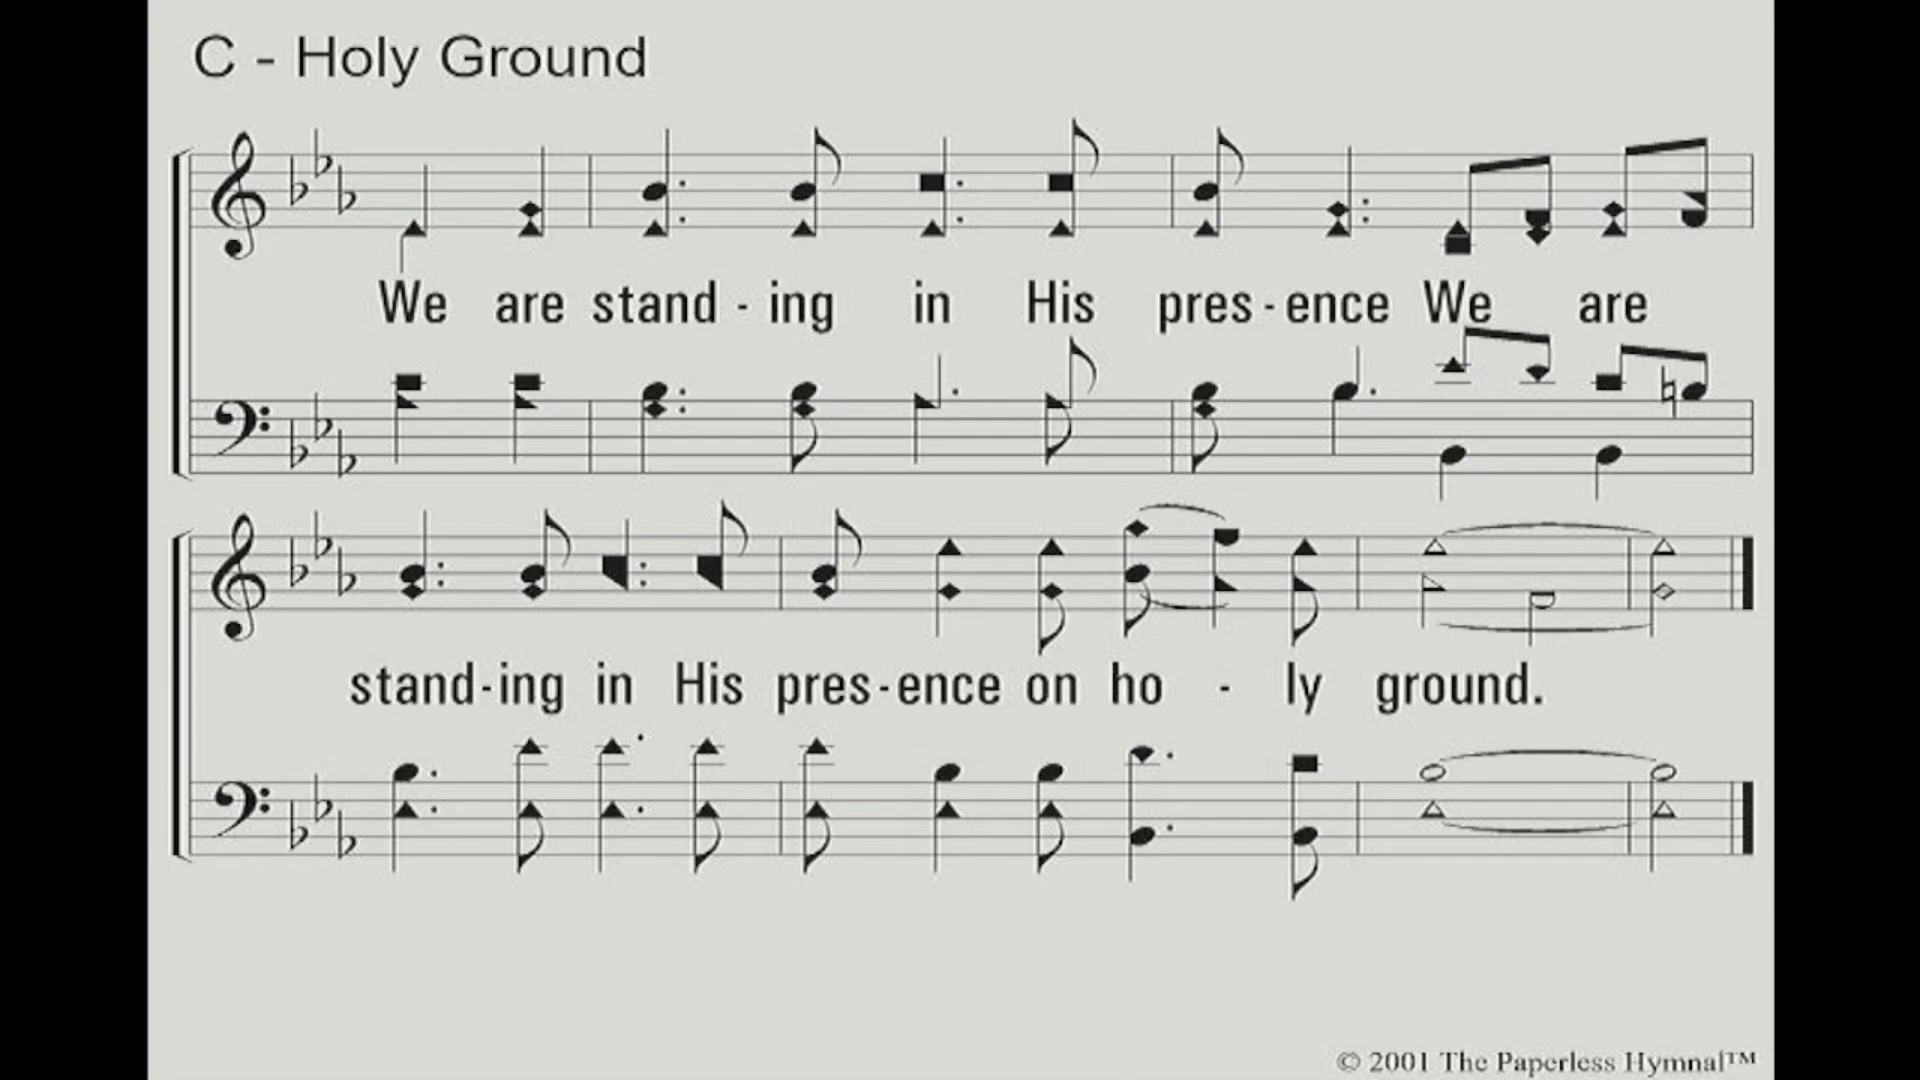 C - Holy Ground
We are stand - ing in His pres - ence We are
stand - ing in His pres - ence on ho - ly ground.
© 2001 The Paperless Hymnal™